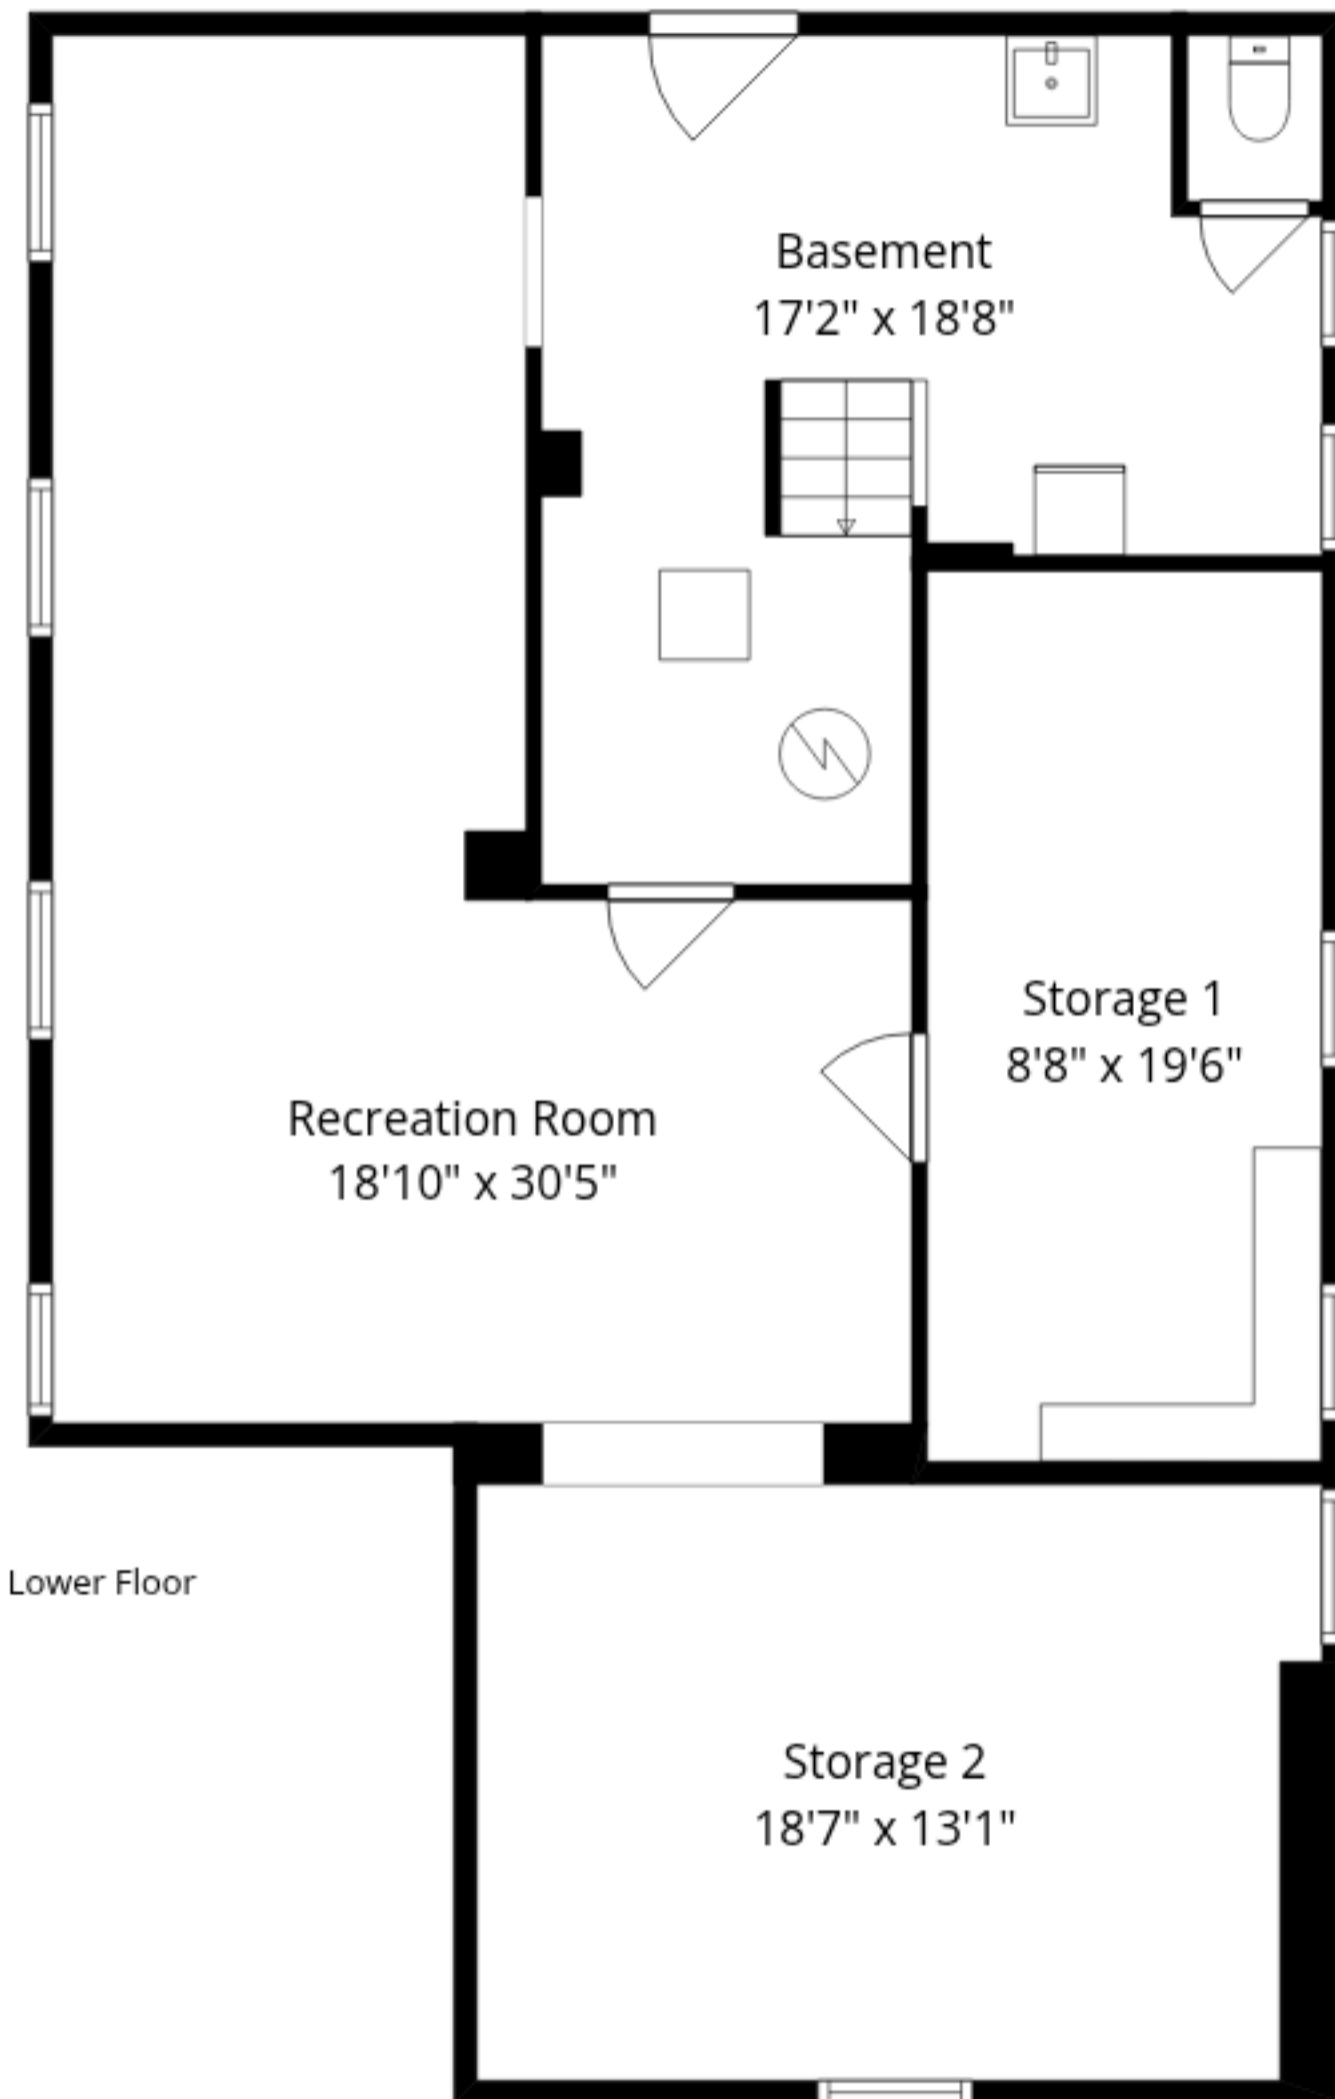 Basement
17'2" x 18'8"
Storage 1
8'8" x 19'6"
Recreation Room
18'10" x 30'5"
Lower Floor
Storage 2
18'7" x 13'1"